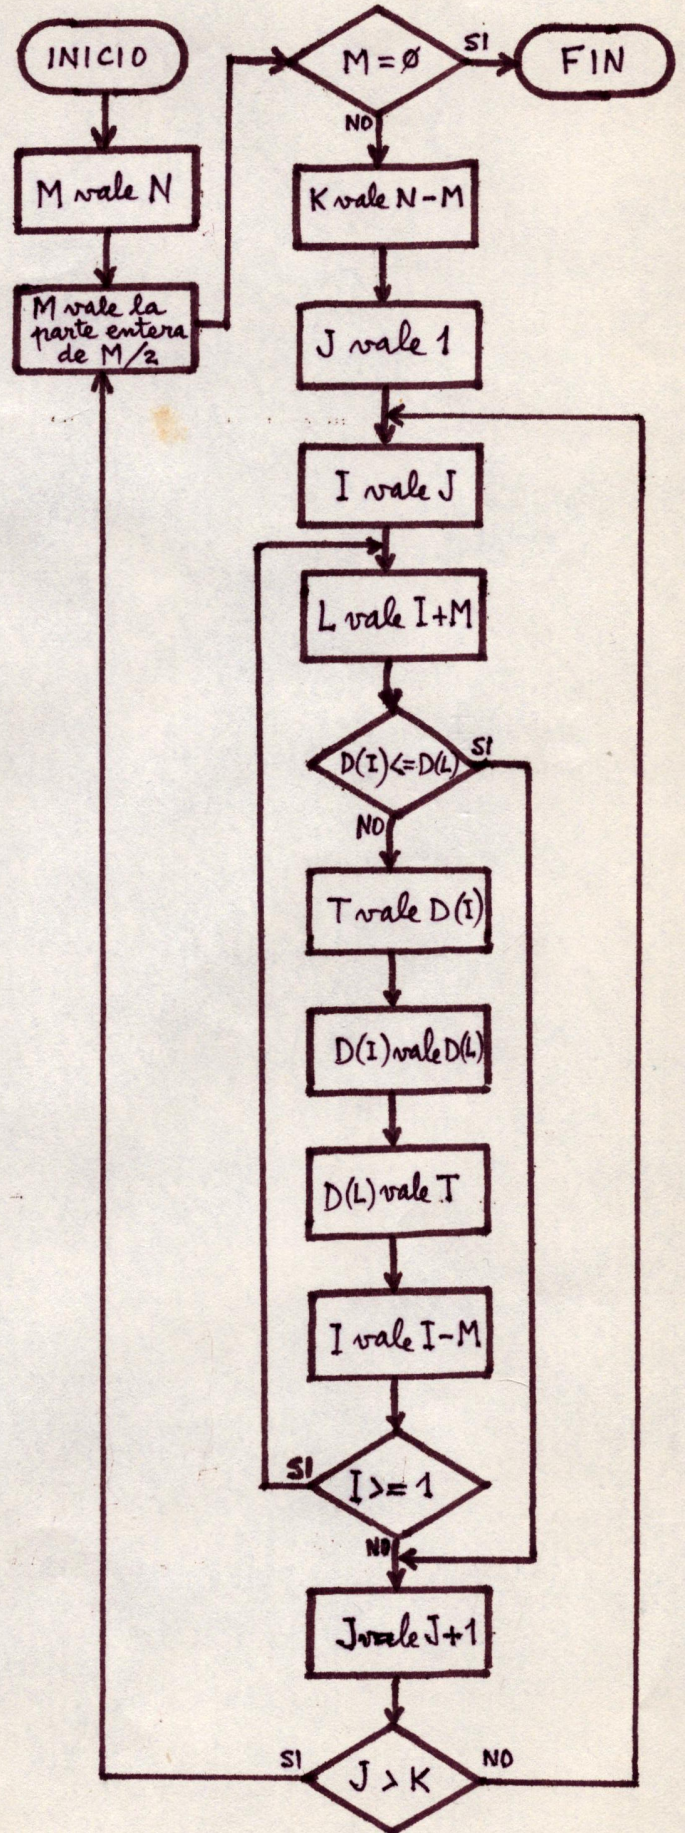 INICIO
M vale N
M vale la
parte entera
de M/2
M=Ø
SI
FIN
NO
K vale N-M
J vale 1
I vale J
L vale I+M
D(I)<=D(L)
SI
NO
T vale D(I)
D(I) vale D(L)
D(L) vale T
I vale I-M
SI
I>=1
NO
J vale J+1
SI
J>K
NO